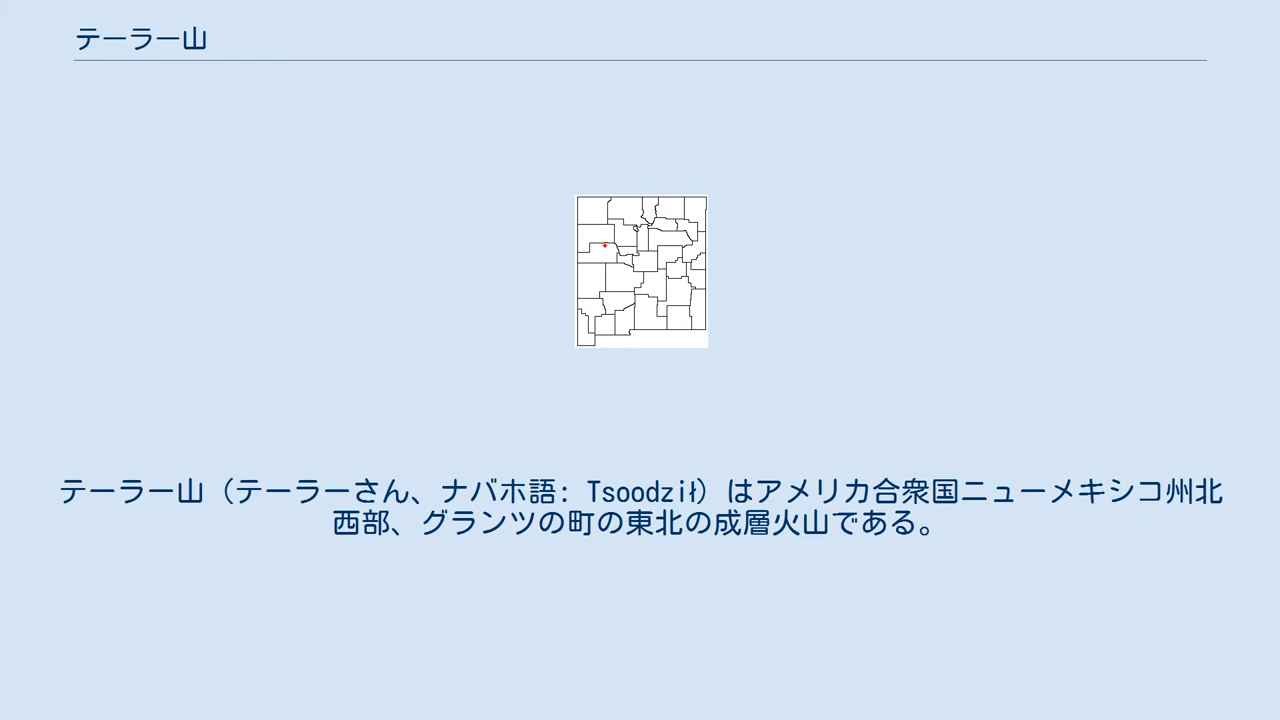 テーラー山
テーラー山（テーラーさん、ナバホ語: Tsoodził）はアメリカ合衆国ニューメキシコ州北
西部、グランツの町の東北の成層火山である。